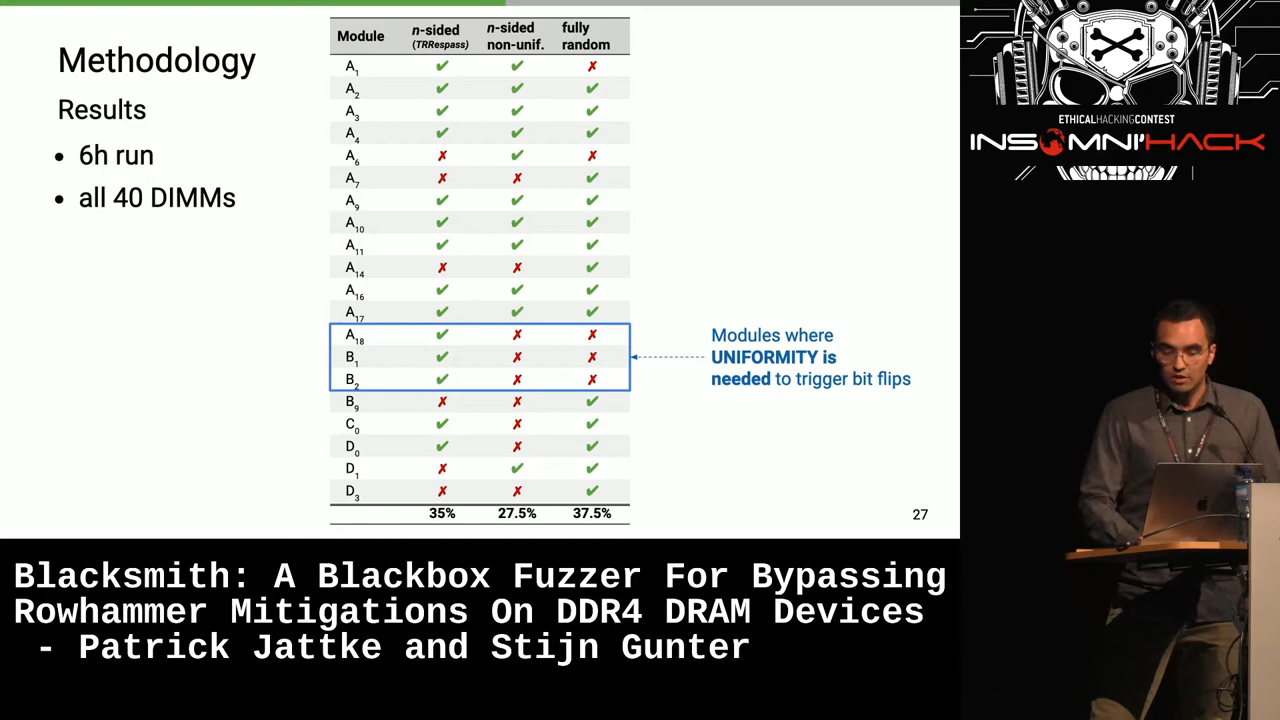 Methodology
Results
• 6h run
• all 40 DIMMs
Module n-sided (TRRespass) n-sided non-unif. fully random
A1 ✔ ✔ ✗
A2 ✔ ✔ ✔
A3 ✔ ✔ ✔
A4 ✔ ✔ ✔
A6 ✗ ✔ ✗
A7 ✗ ✗ ✔
A9 ✔ ✔ ✔
A10 ✔ ✔ ✔
A11 ✔ ✔ ✔
A14 ✗ ✗ ✔
A16 ✔ ✔ ✔
A17 ✔ ✔ ✔
A18 ✔ ✗ ✗
B1 ✔ ✗ ✗
B2 ✔ ✗ ✗
B9 ✗ ✗ ✔
C0 ✔ ✗ ✔
D0 ✔ ✗ ✔
D1 ✗ ✔ ✔
D3 ✗ ✗ ✔
35% 27.5% 37.5%
Modules where
UNIFORMITY is
needed to trigger bit flips
27
ETHICALHACKINGCONTEST
INSOMNI'HACK
Blacksmith: A Blackbox Fuzzer For Bypassing
Rowhammer Mitigations On DDR4 DRAM Devices
- Patrick Jattke and Stijn Gunter